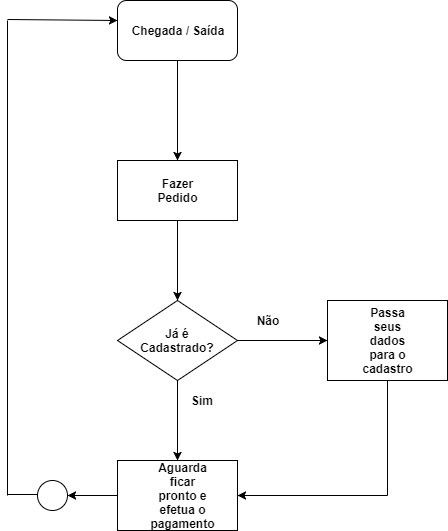 Chegada / Saída
Fazer
Pedido
Já é
Cadastrado?
Não
Passa
seus
dados
para o
cadastro
Sim
Aguarda
ficar
pronto e
efetua o
pagamento